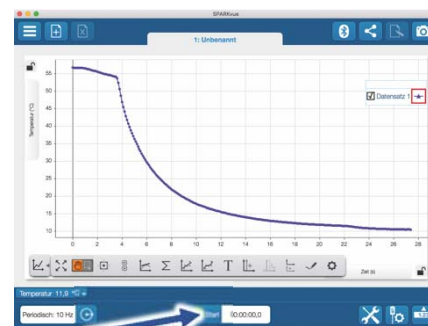 SPARKvue
1: Unbenannt
Datensatz 1
Temperatur (°C)
55
50
45
40
35
30
25
20
15
10
0 2 4 6 8 10 12 14 16 18 20 22 24 26 28
Zeit (s)
Σ T
Temperatur 11,9 °C
Periodisch: 10 Hz
Start
00:00:00,0